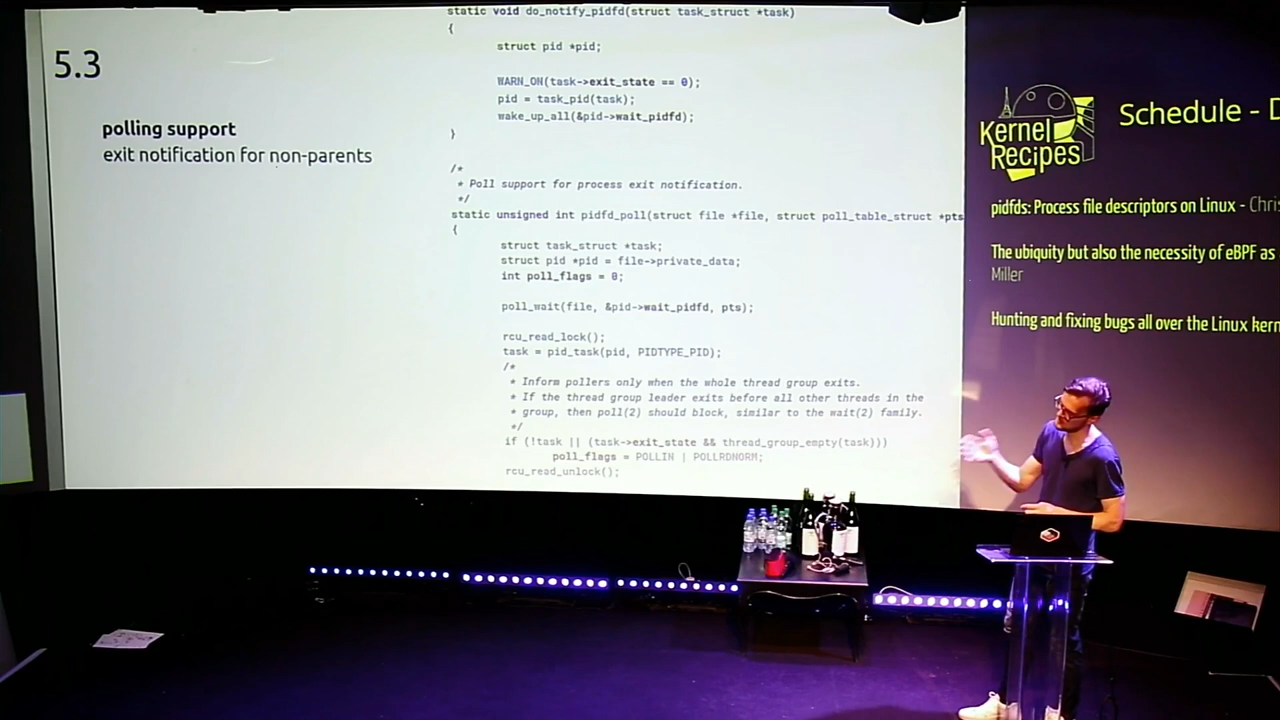 5.3
polling support
exit notification for non-parents
static void do_notify_pidfd(struct task_struct *task)
{
struct pid *pid;
WARN_ON(task->exit_state == 0);
pid = task_pid(task);
wake_up_all(&pid->wait_pidfd);
}
/*
* Poll support for process exit notification.
*/
static unsigned int pidfd_poll(struct file *file, struct poll_table_struct *pts
{
struct task_struct *task;
struct pid *pid = file->private_data;
int poll_flags = 0;
poll_wait(file, &pid->wait_pidfd, pts);
rcu_read_lock();
task = pid_task(pid, PIDTYPE_PID);
/*
* Inform pollers only when the whole thread group exits.
* If the thread group leader exits before all other threads in the
* group, then poll(2) should block, similar to the wait(2) family.
*/
if (!task || (task->exit_state && thread_group_empty(task)))
poll_flags = POLLIN | POLLRDNORM;
rcu_read_unlock();
Kernel
Recipes
Schedule - D
pidfds: Process file descriptors on Linux - Chris
The ubiquity but also the necessity of eBPF as
Miller
Hunting and fixing bugs all over the Linux kern